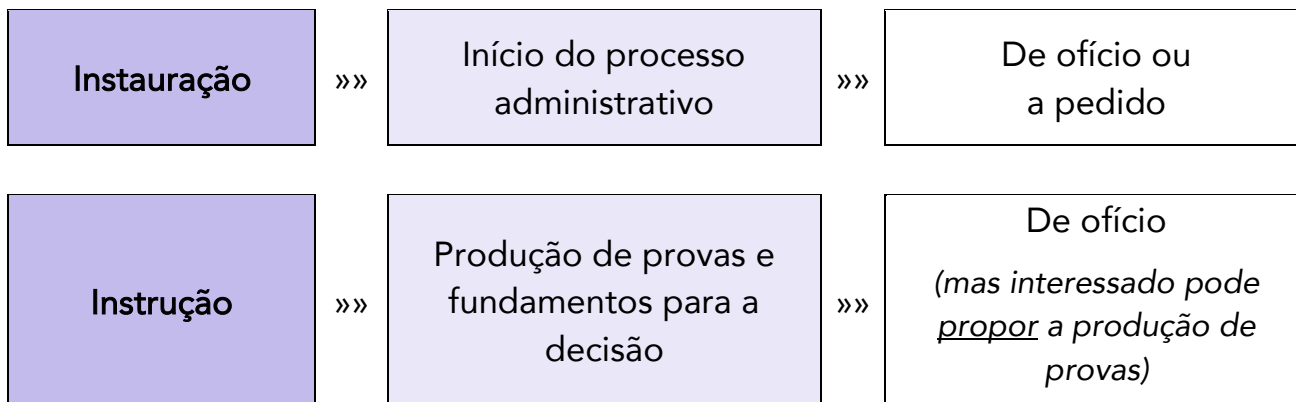 Instauração
»»
Início do processo
administrativo
»»
De ofício ou
a pedido
Instrução
»»
Produção de provas e
fundamentos para a
decisão
»»
De ofício
(mas interessado pode
propor a produção de
provas)